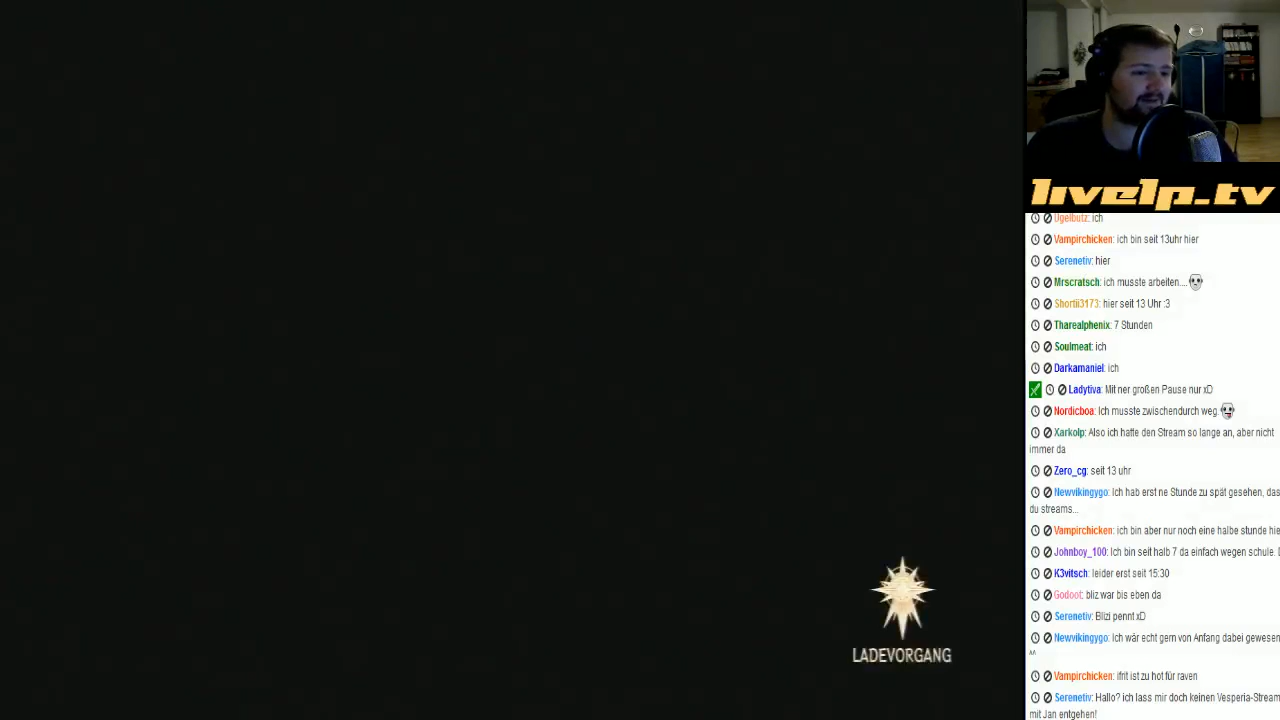 livelp.tv
Ugelbutz: ich
Vampirchicken: ich bin seit 13uhr hier
Serenetiv: hier
Mrscratsch: ich musste arbeiten....
Shortii3173: hier seit 13 Uhr :3
Tharealphenix: 7 Stunden
Soulmeat: ich
Darkamaniel: ich
Ladytiva: Mit ner großen Pause nur xD
Nordicboa: Ich musste zwischendurch weg.
Xarkolp: Also ich hatte den Stream so lange an, aber nicht
immer da
Zero_cg: seit 13 uhr
Newvikingygo: Ich hab erst ne Stunde zu spät gesehen, das
du streams...
Vampirchicken: ich bin aber nur noch eine halbe stunde hie
Johnboy_100: Ich bin seit halb 7 da einfach wegen schule.
K3vitsch: leider erst seit 15:30
Godoot: bliz war bis eben da
Serenetiv: Blizi pennt xD
Newvikingygo: Ich wär echt gern von Anfang dabei gewesen
^^
Vampirchicken: ifrit ist zu hot für raven
Serenetiv: Hallo? ich lass mir doch keinen Vesperia-Stream
mit Jan entgehen!
LADEVORGANG